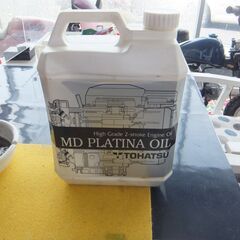 High Grade 2-stroke Engine Oil
MD PLATINA OIL
TOHATSU